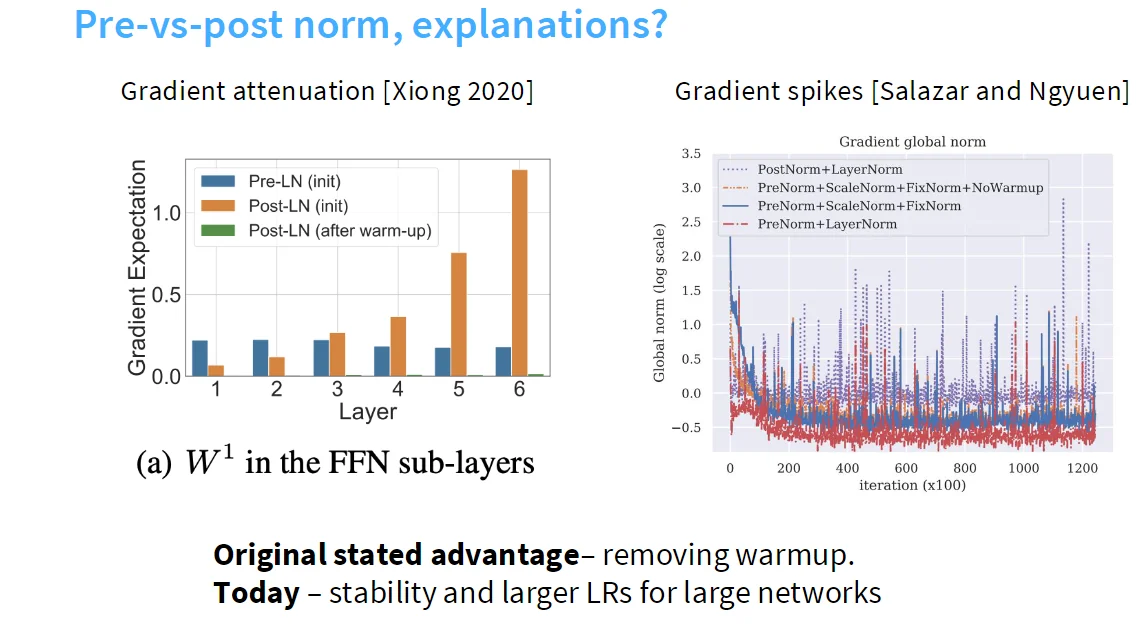 Pre-vs-post norm, explanations?
Gradient attenuation [Xiong 2020]
Gradient spikes [Salazar and Ngyuen]
Gradient Expectation
1.0
0.5
0.0
Pre-LN (init)
Post-LN (init)
Post-LN (after warm-up)
1 2 3 4 5 6
Layer
(a) W¹ in the FFN sub-layers
Gradient global norm
Global norm (log scale)
3.5
3.0
2.5
2.0
1.5
1.0
0.5
0.0
−0.5
PostNorm+LayerNorm
PreNorm+ScaleNorm+FixNorm+NoWarmup
PreNorm+ScaleNorm+FixNorm
PreNorm+LayerNorm
0 200 400 600 800 1000 1200
iteration (x100)
Original stated advantage– removing warmup.
Today – stability and larger LRs for large networks